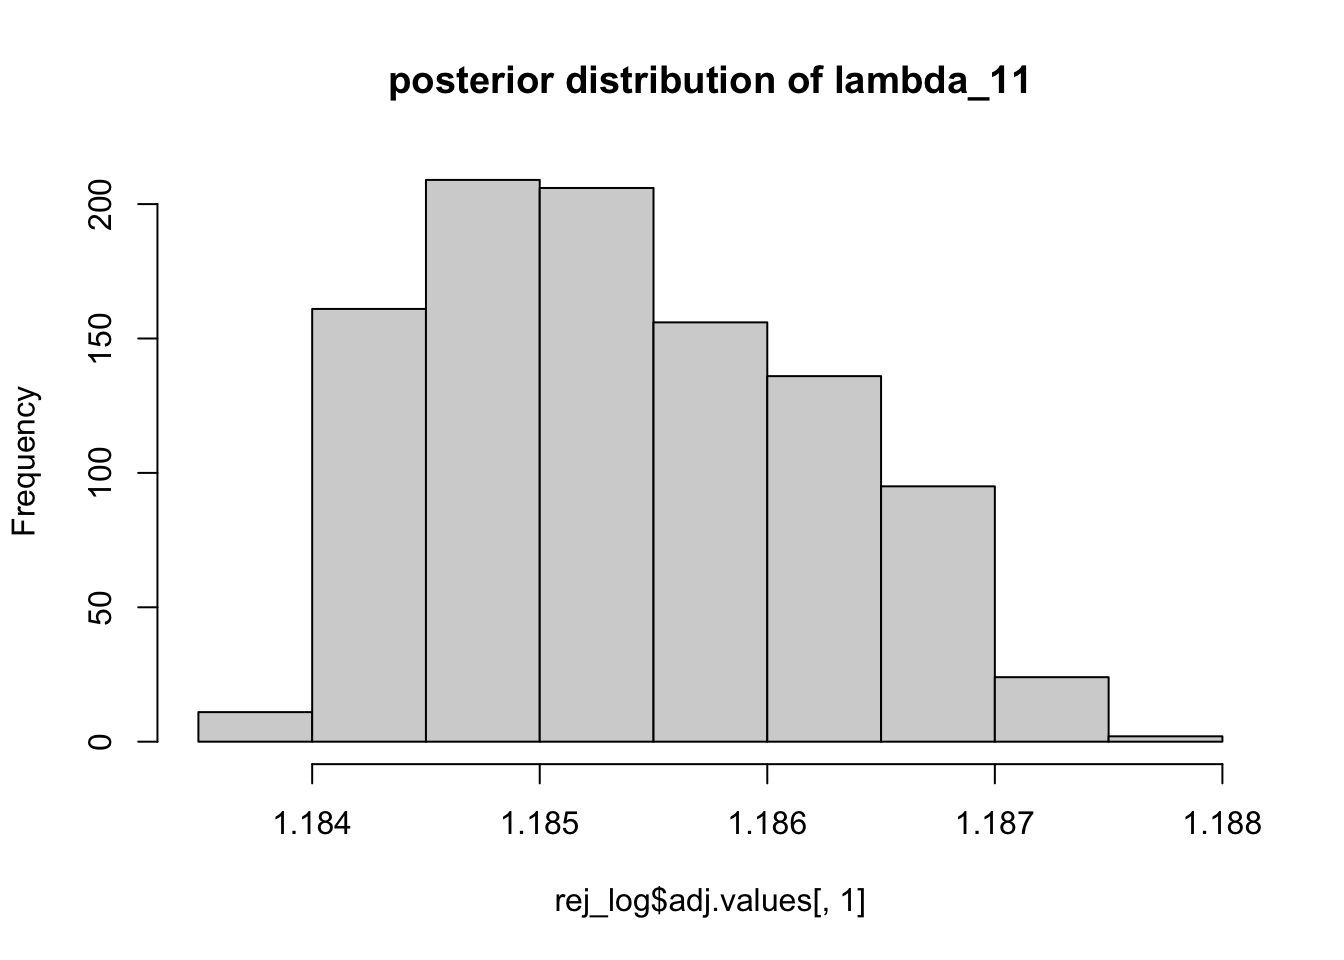 posterior distribution of lambda_11
200
150
100
50
0
Frequency
1.184 1.185 1.186 1.187 1.188
rej_log$adj.values[, 1]